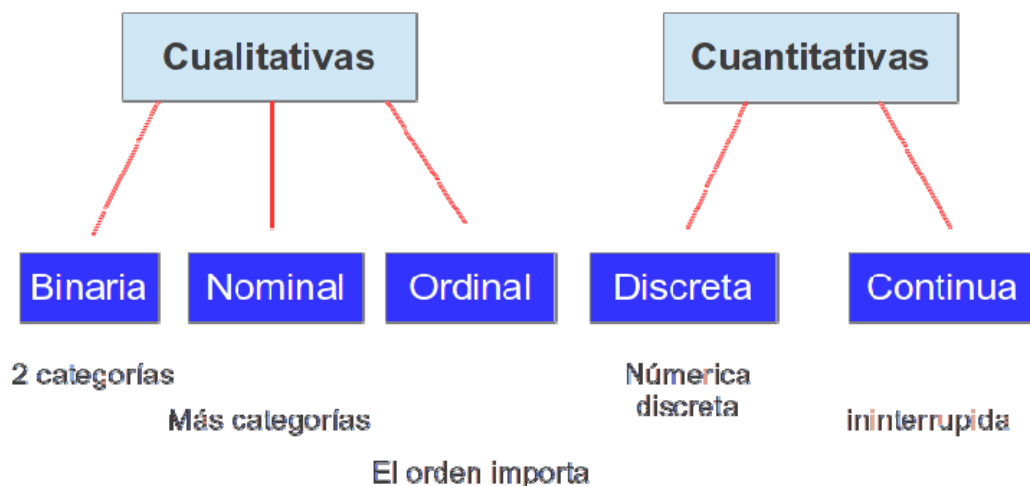 Cualitativas
Cuantitativas
Binaria
Nominal
Ordinal
Discreta
Continua
2 categorías
Más categorías
El orden importa
Númerica
discreta
ininterrupida